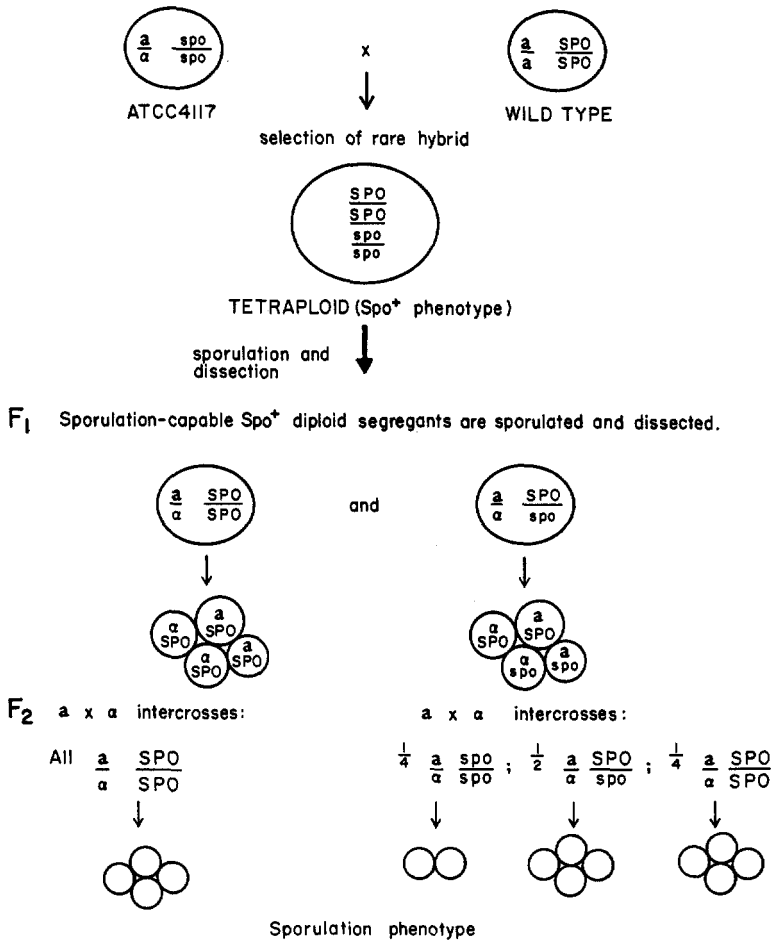 a/α spo/spo
x
a/a SPO/SPO
ATCC4117
WILD TYPE
selection of rare hybrid
SPO
SPO
spo
spo
TETRAPLOID (Spo⁺ phenotype)
sporulation and
dissection
F₁ Sporulation-capable Spo⁺ diploid segregants are sporulated and dissected.
a/α SPO/SPO
and
a/α SPO/spo
α SPO
a SPO
α SPO
a SPO
α SPO
a SPO
α spo
a spo
F₂ a x α intercrosses:
a x α intercrosses:
All a/α SPO/SPO
1/4 a/α spo/spo ; 1/2 a/α SPO/spo ; 1/4 a/α SPO/SPO
Sporulation phenotype